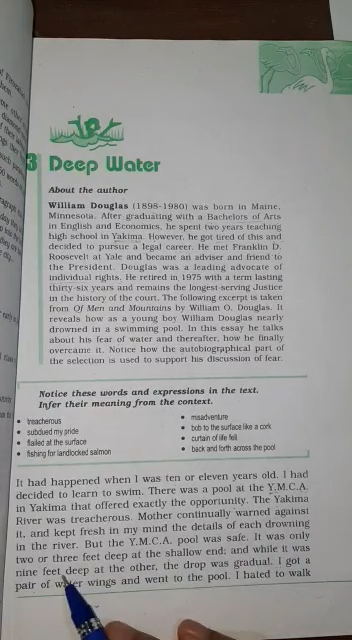 3 Deep Water
About the author
William Douglas (1898-1980) was born in Maine,
Minnesota. After graduating with a Bachelors of Arts
in English and Economics, he spent two years teaching
high school in Yakima. However, he got tired of this and
decided to pursue a legal career. He met Franklin D.
Roosevelt at Yale and became an adviser and friend to
the President. Douglas was a leading advocate of
individual rights. He retired in 1975 with a term lasting
thirty-six years and remains the longest-serving Justice
in the history of the court. The following excerpt is taken
from Of Men and Mountains by William O. Douglas. It
reveals how as a young boy William Douglas nearly
drowned in a swimming pool. In this essay he talks
about his fear of water and thereafter, how he finally
overcame it. Notice how the autobiographical part of
the selection is used to support his discussion of fear.
Notice these words and expressions in the text.
Infer their meaning from the context.
• treacherous
• subdued my pride
• flailed at the surface
• fishing for landlocked salmon
• misadventure
• bob to the surface like a cork
• curtain of life fell
• back and forth across the pool
It had happened when I was ten or eleven years old. I had
decided to learn to swim. There was a pool at the Y.M.C.A.
in Yakima that offered exactly the opportunity. The Yakima
River was treacherous. Mother continually warned against
it, and kept fresh in my mind the details of each drowning
in the river. But the Y.M.C.A. pool was safe. It was only
two or three feet deep at the shallow end; and while it was
nine feet deep at the other, the drop was gradual. I got a
pair of water wings and went to the pool. I hated to walk